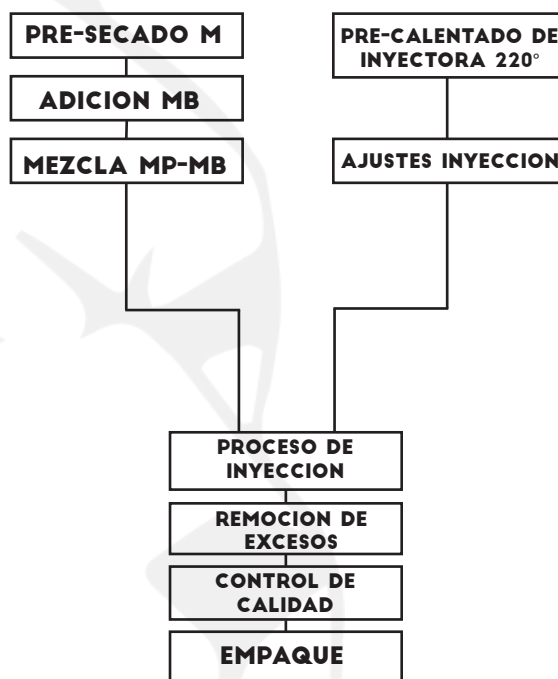 PRE-SECADO M
ADICION MB
MEZCLA MP-MB
PRE-CALENTADO DE
INYECTORA 220°
AJUSTES INYECCION
PROCESO DE
INYECCION
REMOCION DE
EXCESOS
CONTROL DE
CALIDAD
EMPAQUE